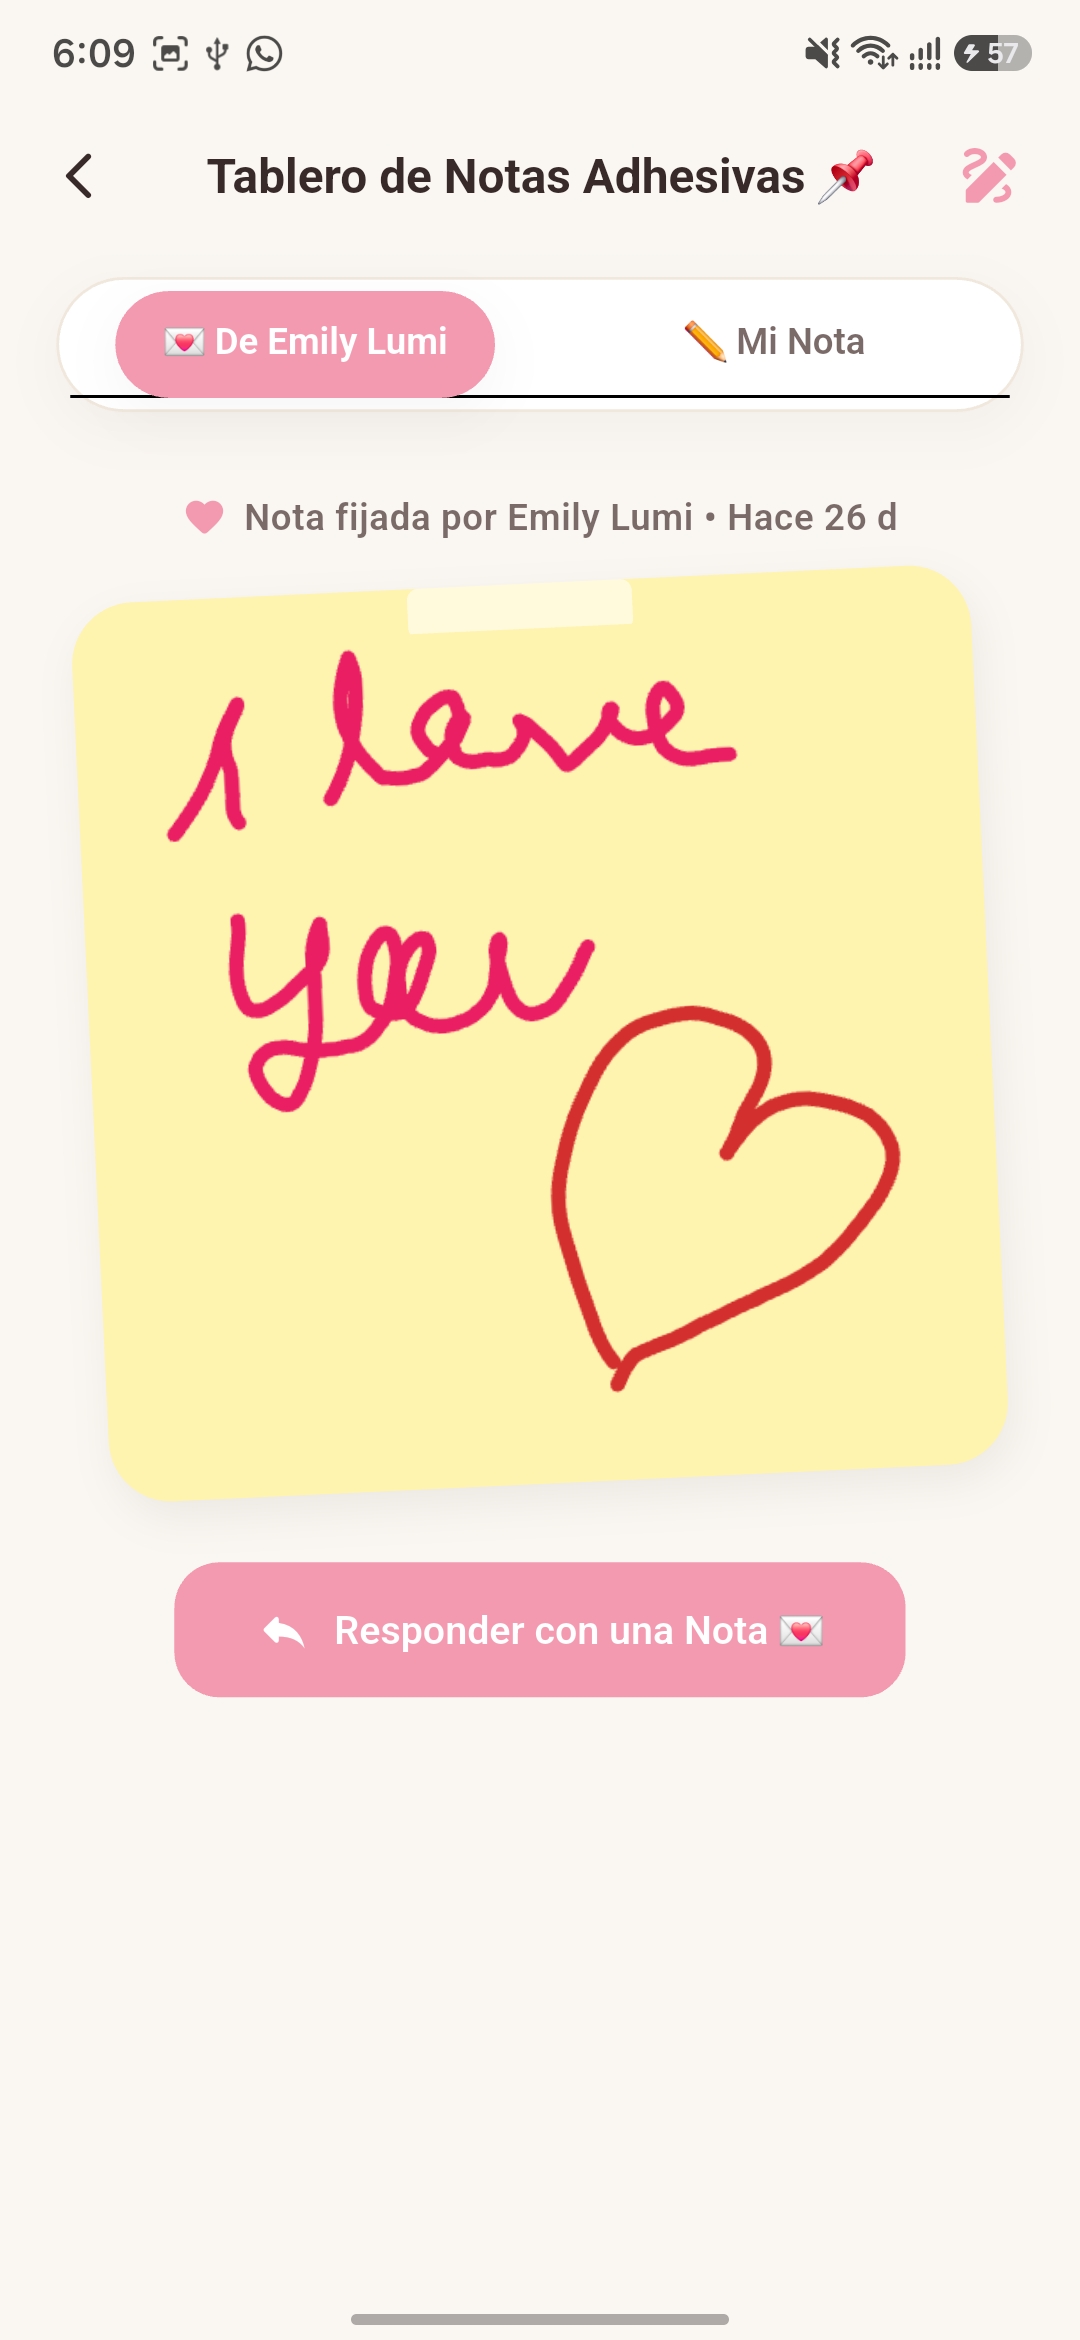 6:09
57
Tablero de Notas Adhesivas 📌
💌 De Emily Lumi
✏️ Mi Nota
Nota fijada por Emily Lumi • Hace 26 d
I love
you
Responder con una Nota 💌